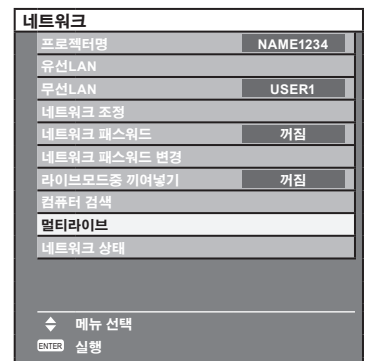 네트워크
프로젝터명 NAME1234
유선LAN
무선LAN USER1
네트워크 조정
네트워크 패스워드 꺼짐
네트워크 패스워드 변경
라이브모드중 끼여넣기 꺼짐
컴퓨터 검색
멀티라이브
네트워크 상태
메뉴 선택
ENTER 실행